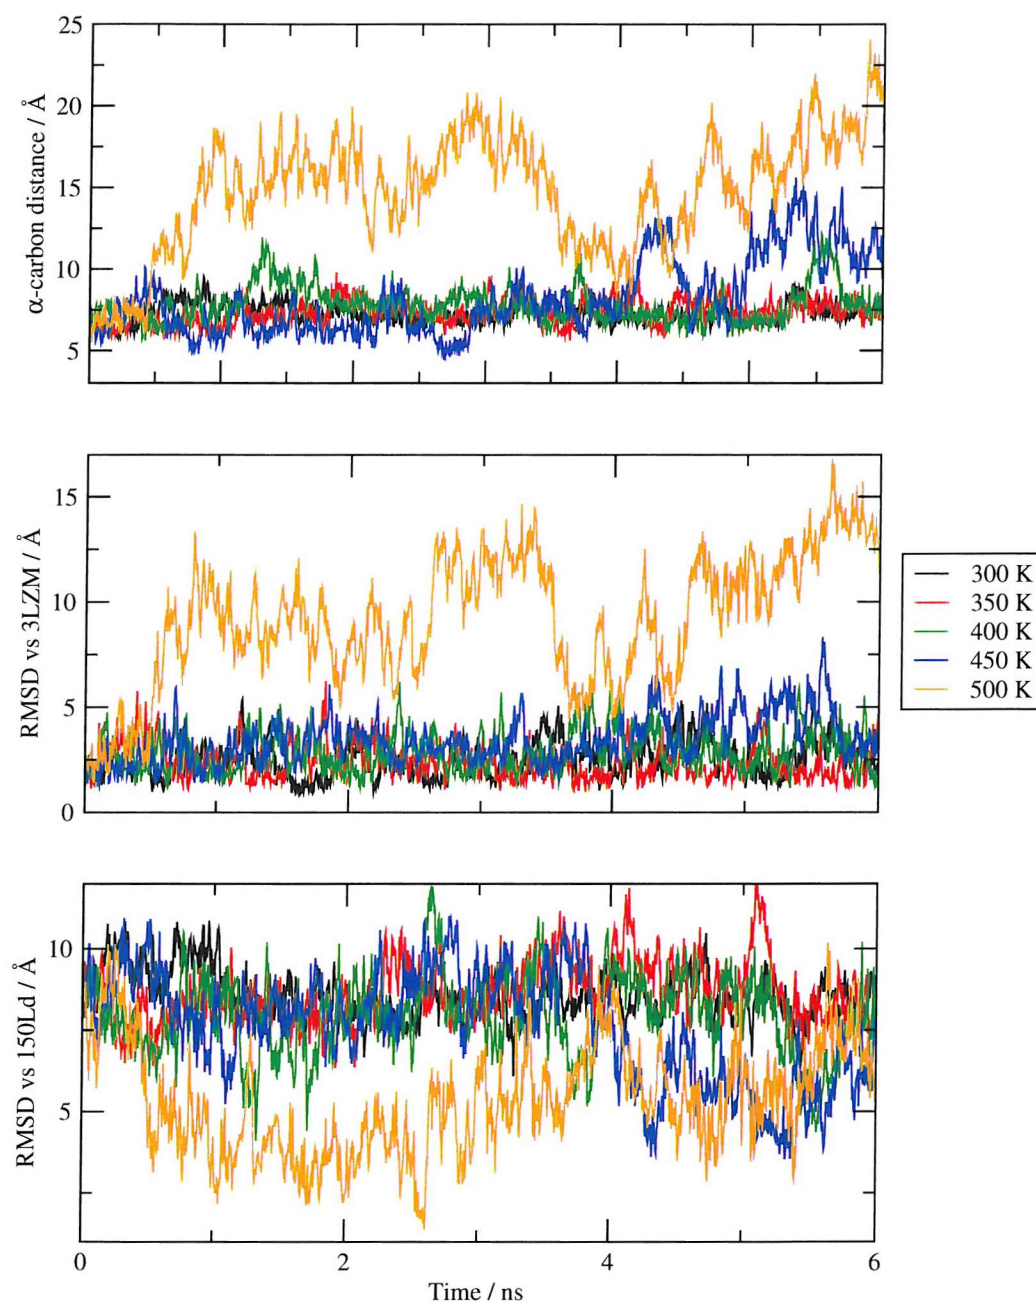 25
20
15
10
5
α-carbon distance / Å
15
10
5
0
RMSD vs 3LZM / Å
300 K
350 K
400 K
450 K
500 K
10
5
RMSD vs 150Ld / Å
0
2
4
6
Time / ns